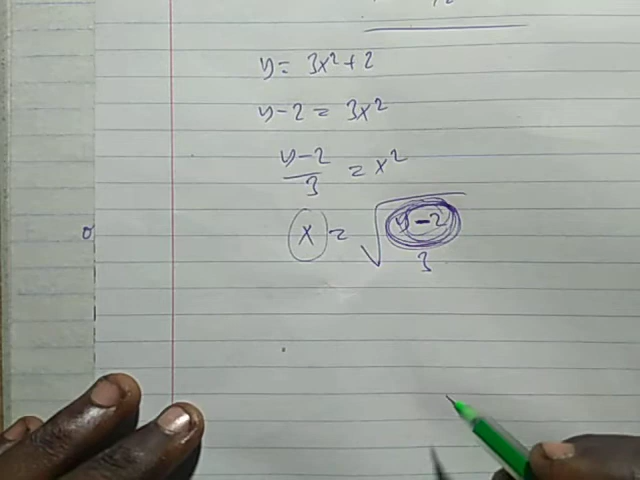 y = 3x² + 2
y - 2 = 3x²
y - 2 / 3 = x²
x = √ y - 2 / 3